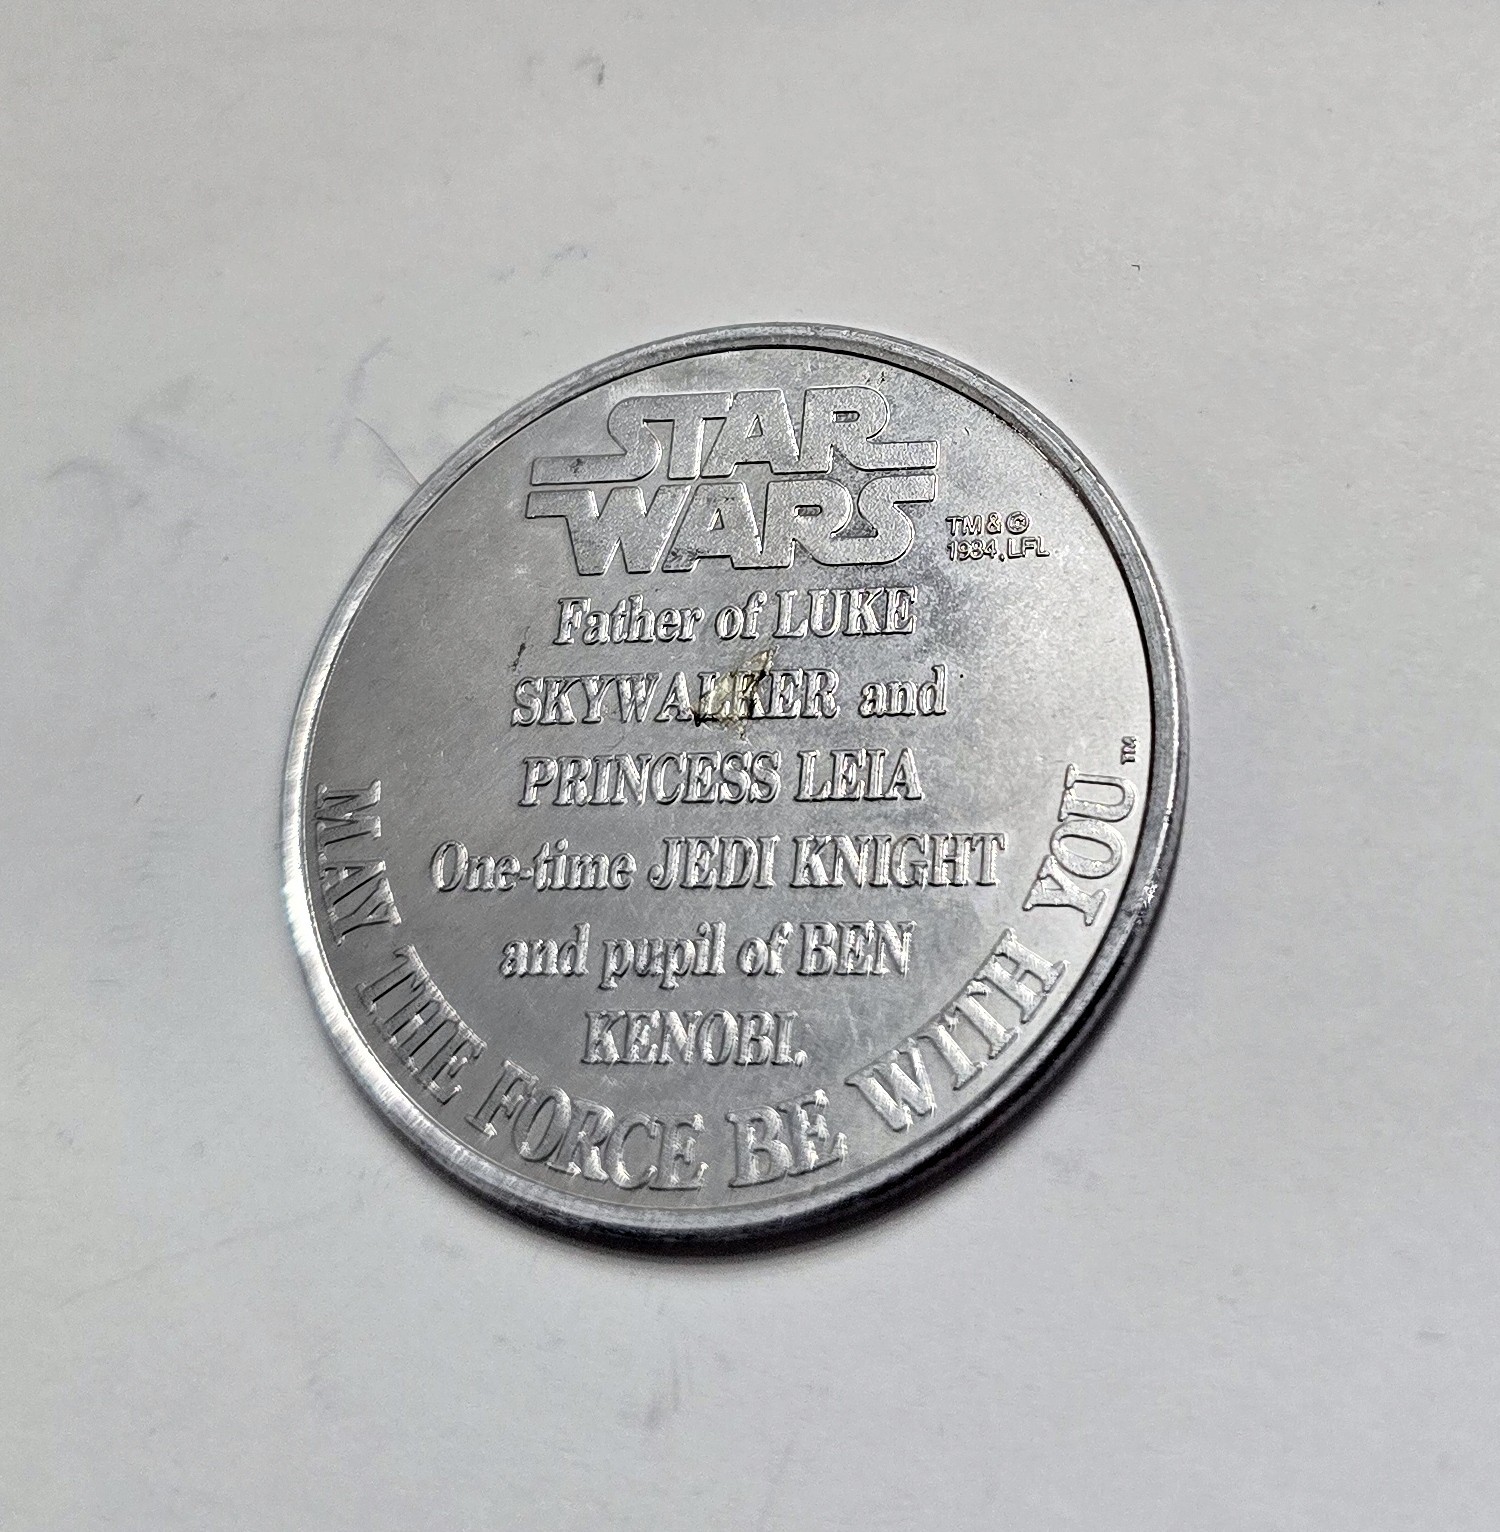 STAR
WARS
TM & ©
1984, LFL
Father of LUKE
SKYWALKER and
PRINCESS LEIA
One-time JEDI KNIGHT
and pupil of BEN
KENOBI.
MAY THE FORCE BE WITH YOU™